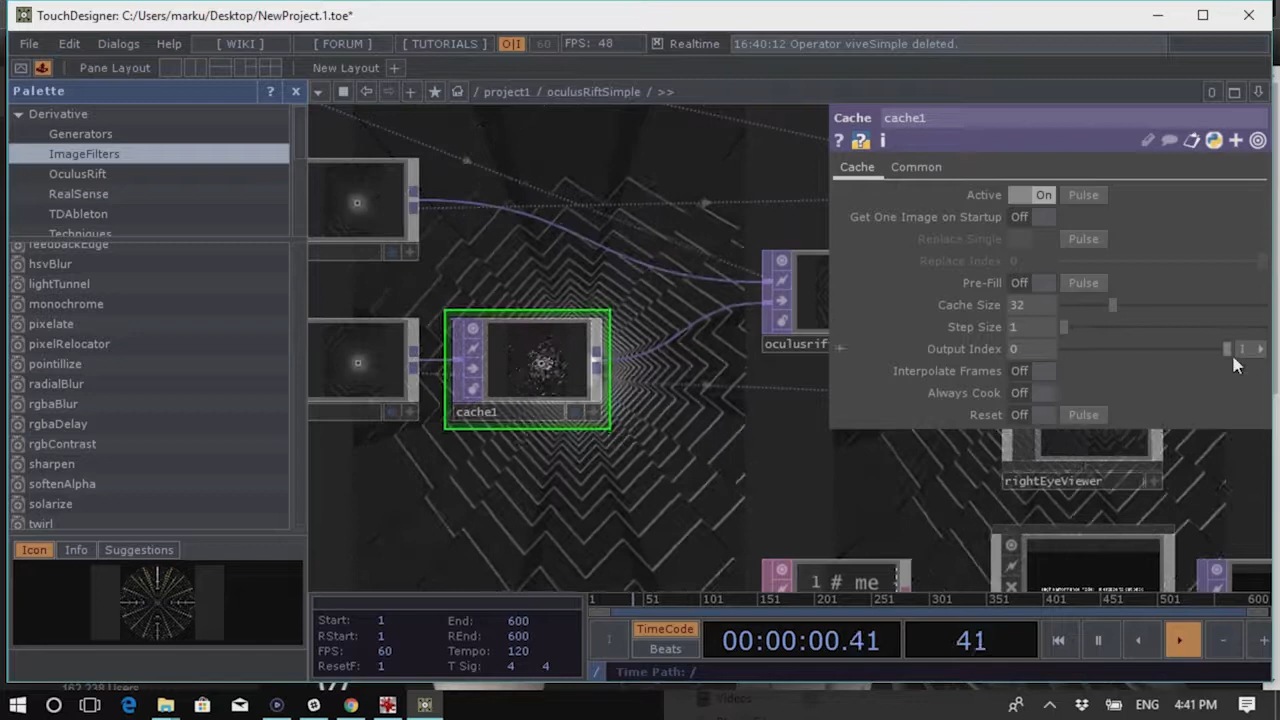 TouchDesigner: C:/Users/marku/Desktop/NewProject.1.toe*
File Edit Dialogs Help [ WIKI ] [ FORUM ] [ TUTORIALS ] O|I 60 FPS: 48 Realtime 16:40:12 Operator viveSimple deleted.
Pane Layout New Layout +
Palette ? x / project1 / oculusRiftSimple / >> 0
Derivative
Generators
ImageFilters
OculusRift
RealSense
TDAbleton
Techniques
feedbackEdge
hsvBlur
lightTunnel
monochrome
pixelate
pixelRelocator
pointillize
radialBlur
rgbaBlur
rgbaDelay
rgbContrast
sharpen
softenAlpha
solarize
twirl
Icon Info Suggestions
cache1
Cache cache1
? ? i
Cache Common
Active On Pulse
Get One Image on Startup Off
Replace Single Pulse
Replace Index 0
Pre-Fill Off Pulse
Cache Size 32
Step Size 1
Output Index 0 1
Interpolate Frames Off
Always Cook Off
Reset Off Pulse
rightEyeViewer
1 # me
1 51 101 151 201 251 301 351 401 451 501 600
Start: 1 End: 600
RStart: 1 REnd: 600
FPS: 60 Tempo: 120
ResetF: 1 T Sig: 4 4
TimeCode
Beats
00:00:00.41 41
/ Time Path: /
Videos
ENG 4:41 PM